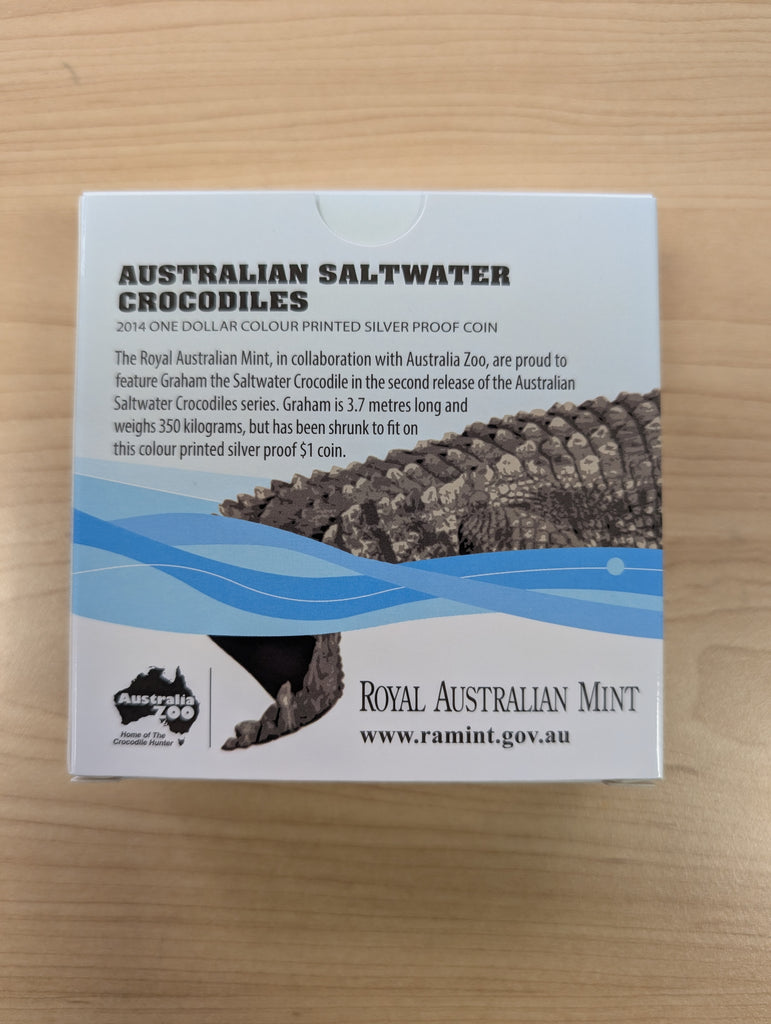 AUSTRALIAN SALTWATER
CROCODILES
2014 ONE DOLLAR COLOUR PRINTED SILVER PROOF COIN
The Royal Australian Mint, in collaboration with Australia Zoo, are proud to
feature Graham the Saltwater Crocodile in the second release of the Australian
Saltwater Crocodiles series. Graham is 3.7 metres long and
weighs 350 kilograms, but has been shrunk to fit on
this colour printed silver proof $1 coin.
Australia
ZOO
Home of The
Crocodile Hunter
ROYAL AUSTRALIAN MINT
www.ramint.gov.au